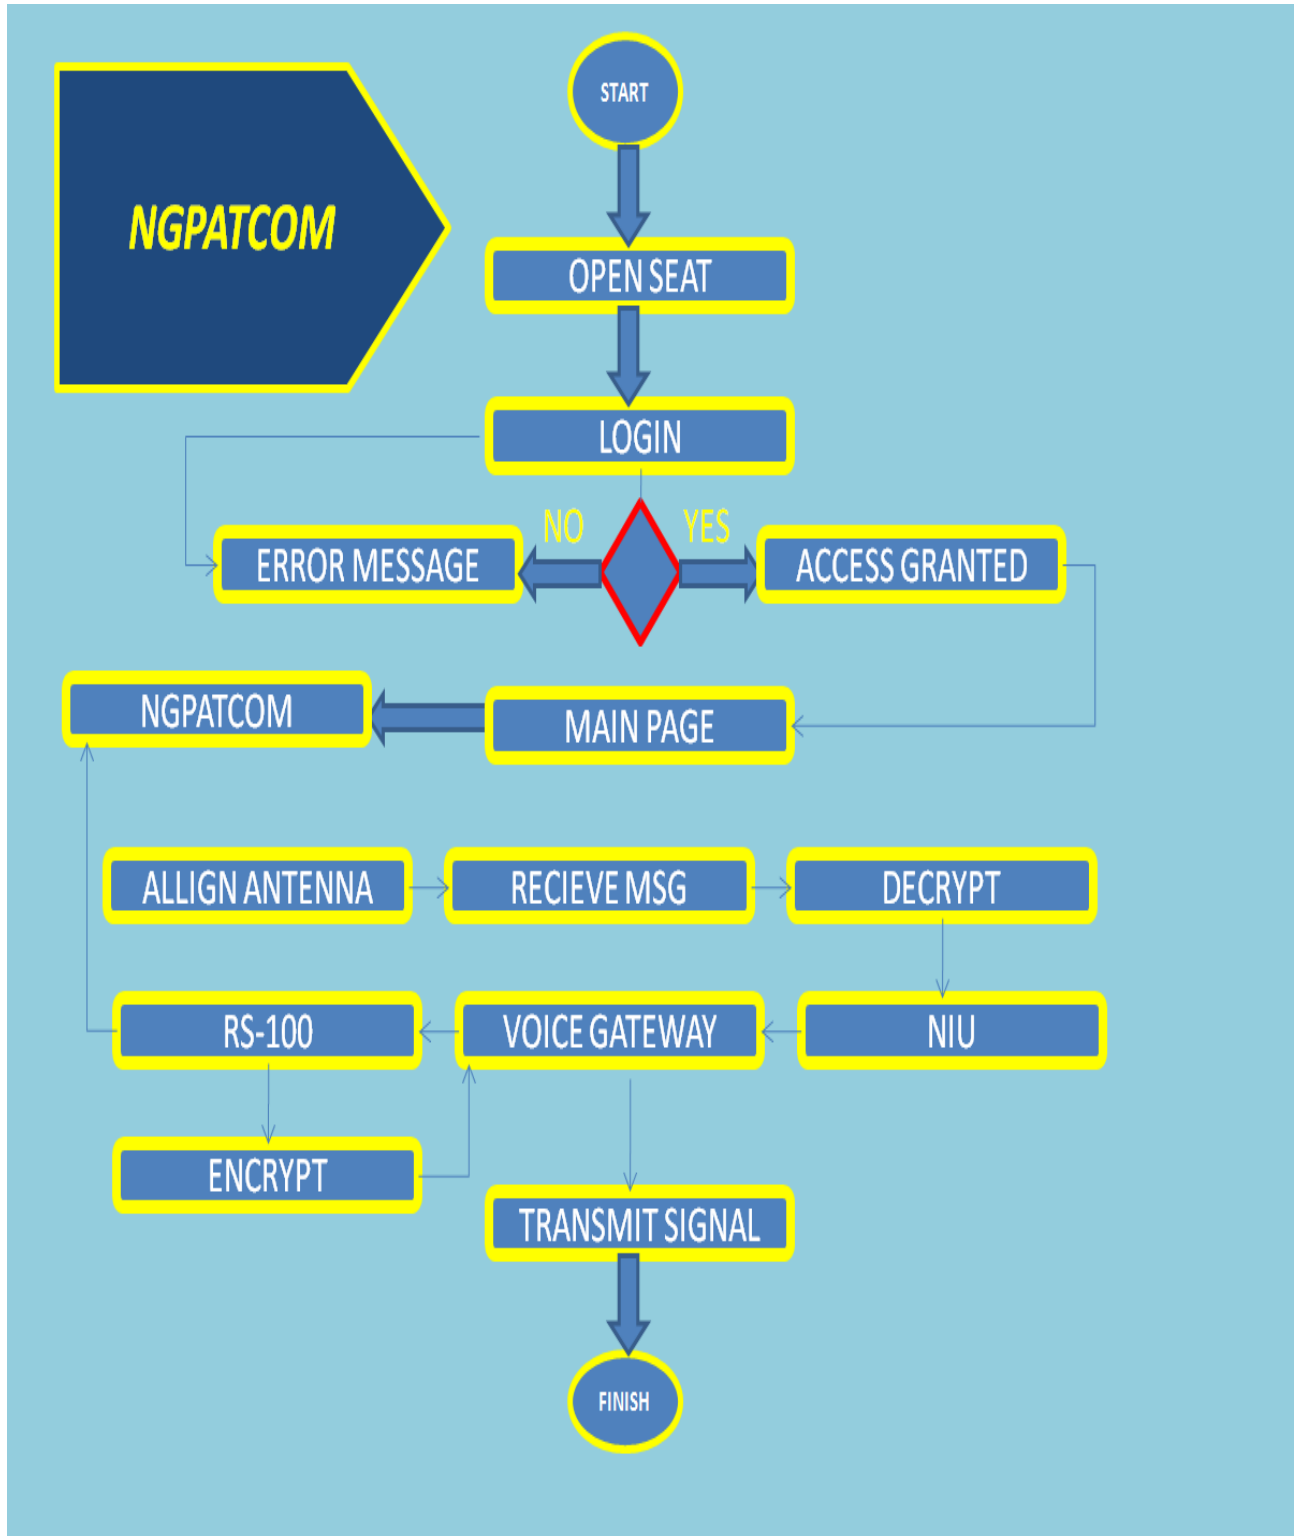 START
NGPATCOM
OPEN SEAT
LOGIN
NO
YES
ERROR MESSAGE
ACCESS GRANTED
NGPATCOM
MAIN PAGE
ALLIGN ANTENNA
RECIEVE MSG
DECRYPT
RS-100
VOICE GATEWAY
NIU
ENCRYPT
TRANSMIT SIGNAL
FINISH